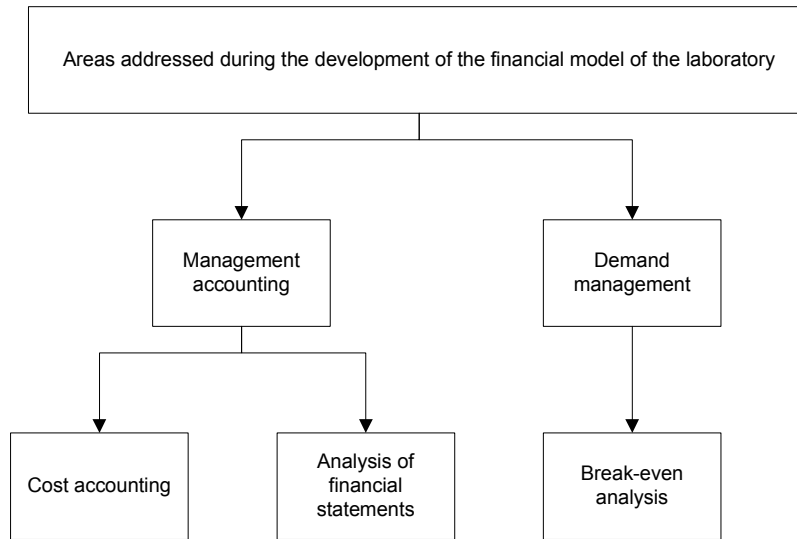 Areas addressed during the development of the financial model of the laboratory
Management
accounting
Demand
management
Cost accounting
Analysis of
financial
statements
Break-even
analysis